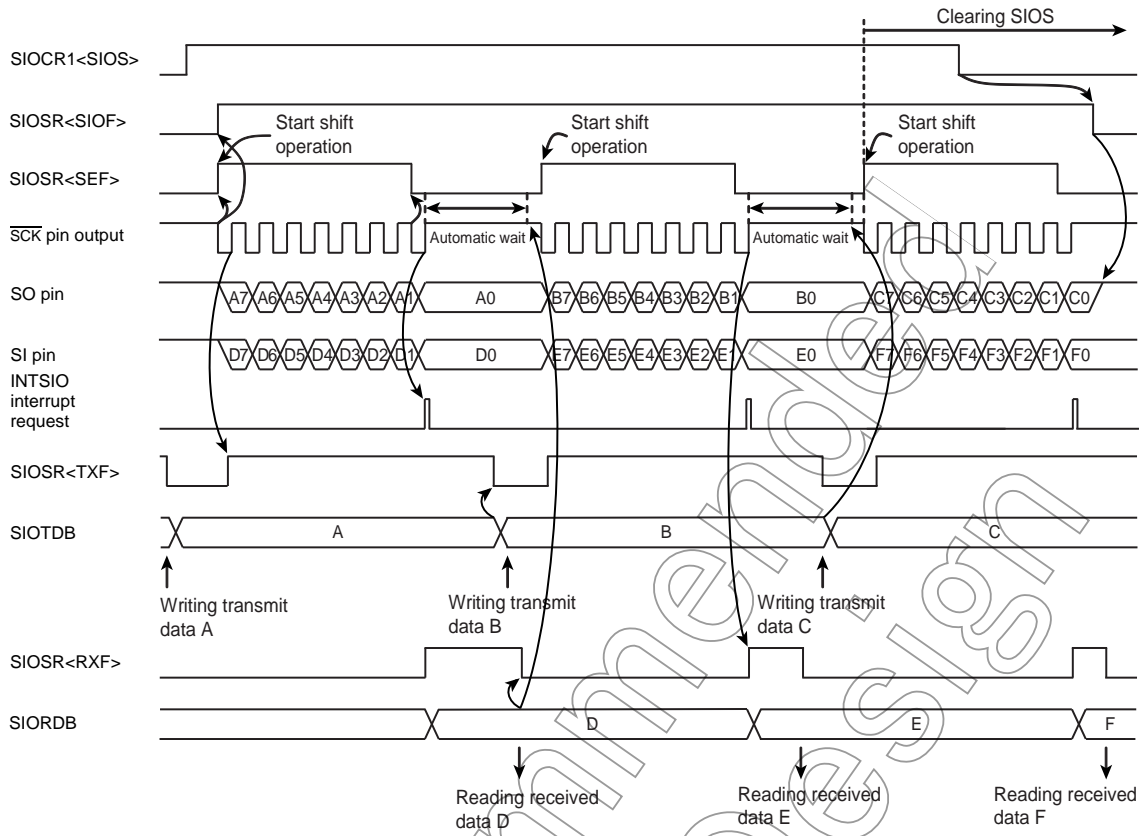 Clearing SIOS
SIOCR1<SIOS>
SIOSR<SIOF>
Start shift
operation
Start shift
operation
Start shift
operation
SIOSR<SEF>
SCK pin output
Automatic wait
Automatic wait
SO pin
A7 A6 A5 A4 A3 A2 A1 A0 B7 B6 B5 B4 B3 B2 B1 B0 C7 C6 C5 C4 C3 C2 C1 C0
SI pin
D7 D6 D5 D4 D3 D2 D1 D0 E7 E6 E5 E4 E3 E2 E1 E0 F7 F6 F5 F4 F3 F2 F1 F0
INTSIO
interrupt
request
SIOSR<TXF>
SIOTDB
A B C
Writing transmit
data A
Writing transmit
data B
Writing transmit
data C
SIOSR<RXF>
SIORDB
D E F
Reading received
data D
Reading received
data E
Reading received
data F